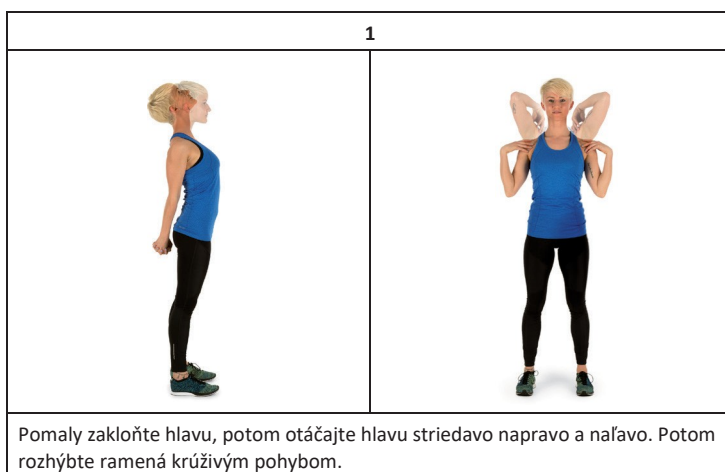 1
Pomaly zakloňte hlavu, potom otáčajte hlavu striedavo napravo a naľavo. Potom
rozhýbte ramená krúživým pohybom.